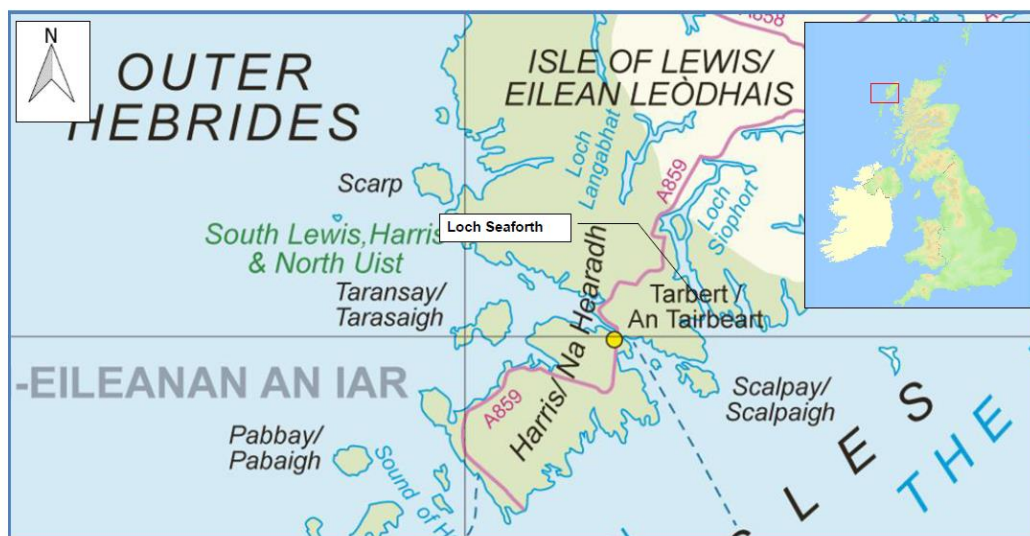 N
OUTER
HEBRIDES
ISLE OF LEWIS/
EILEAN LEÒDHAIS
A858
Scarp
Loch
Langabhat
A859
Loch
Siophort
Loch Seaforth
South Lewis, Harris
& North Uist
Taransay/
Tarasaigh
Tarbert /
An Tairbeart
Harris/ Na Hearadh
-EILEANAN AN IAR
A859
Scalpay/
Scalpaigh
Pabbay/
Pabaigh
Sound
of H
S L E S
THE